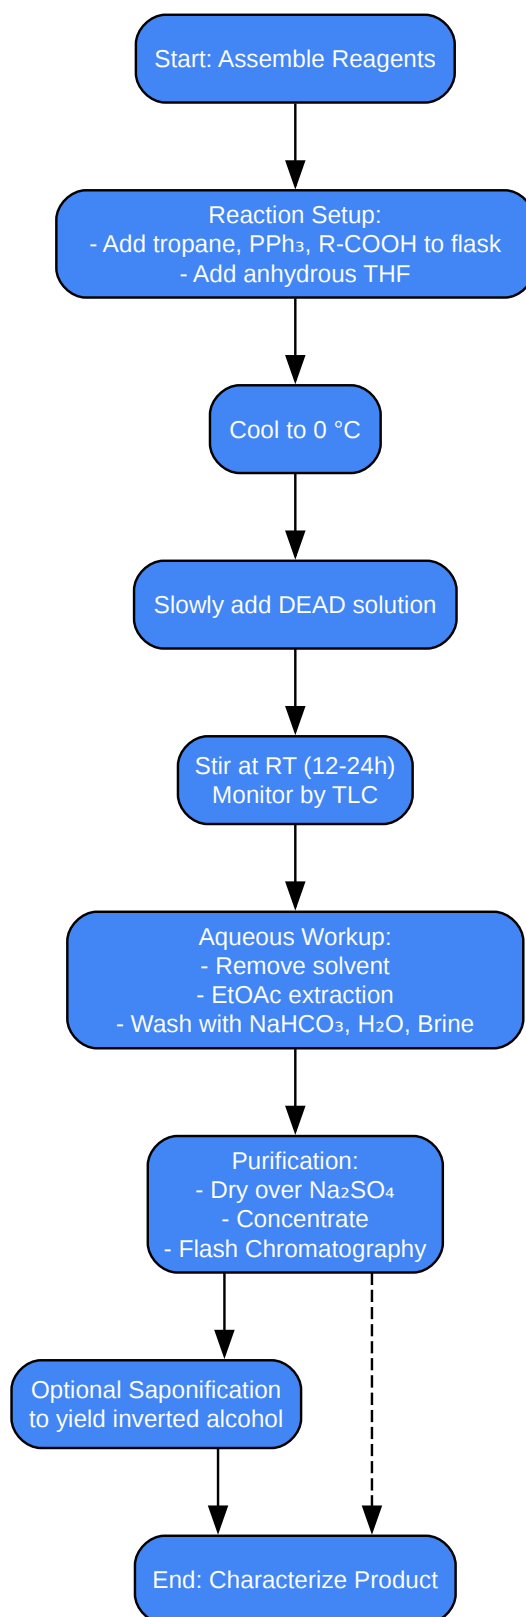 Start: Assemble Reagents
Reaction Setup:
- Add tropane, PPh₃, R-COOH to flask
- Add anhydrous THF
Cool to 0 °C
Slowly add DEAD solution
Stir at RT (12-24h)
Monitor by TLC
Aqueous Workup:
- Remove solvent
- EtOAc extraction
- Wash with NaHCO₃, H₂O, Brine
Purification:
- Dry over Na₂SO₄
- Concentrate
- Flash Chromatography
Optional Saponification
to yield inverted alcohol
End: Characterize Product